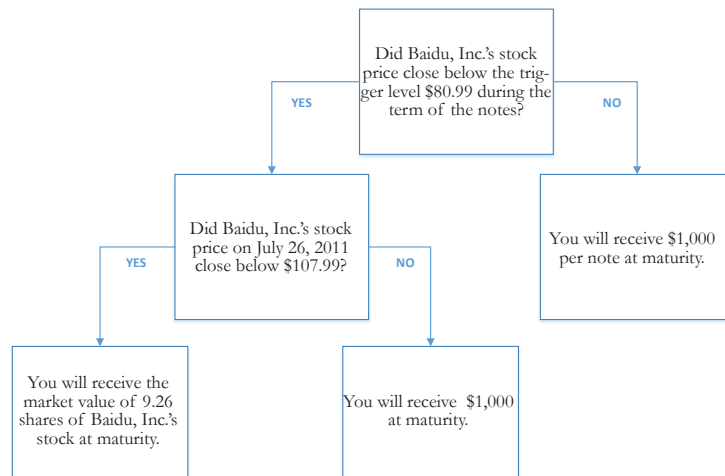 Did Baidu, Inc.'s stock
price close below the trig-
ger level $80.99 during the
term of the notes?
YES
NO
Did Baidu, Inc.'s stock
price on July 26, 2011
close below $107.99?
You will receive $1,000
per note at maturity.
YES
NO
You will receive the
market value of 9.26
shares of Baidu, Inc.'s
stock at maturity.
You will receive $1,000
at maturity.